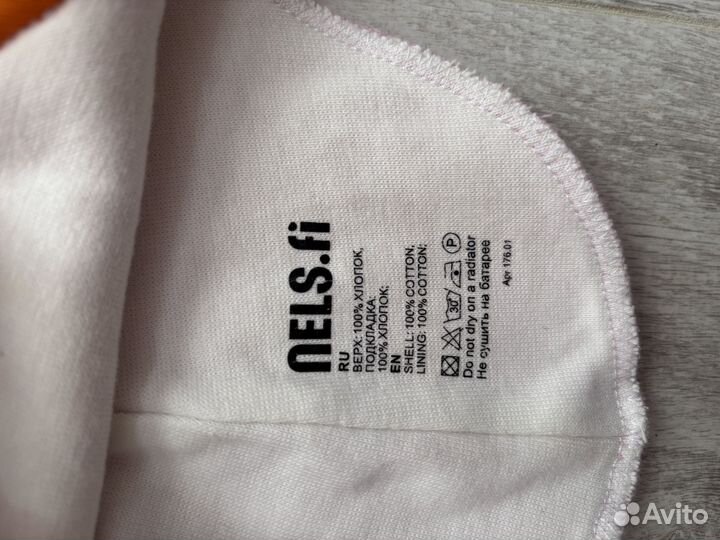 NELS.fi
RU
ВЕРХ: 100% ХЛОПОК,
ПОДКЛАДКА:
100% ХЛОПОК;
EN
SHELL: 100% COTTON,
LINING: 100% COTTON;
30° P
Do not dry on a radiator
Не сушить на батарее
Арт 176.01
Avito